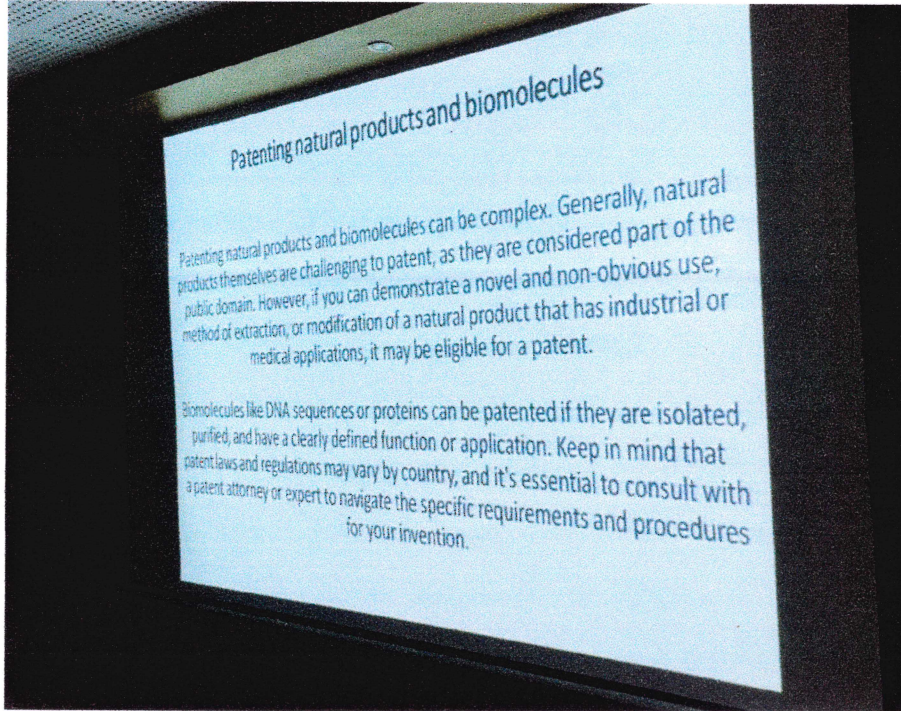 Patenting natural products and biomolecules
Patenting natural products and biomolecules can be complex. Generally, natural
products themselves are challenging to patent, as they are considered part of the
public domain. However, if you can demonstrate a novel and non-obvious use,
method of extraction, or modification of a natural product that has industrial or
medical applications, it may be eligible for a patent.
Biomolecules like DNA sequences or proteins can be patented if they are isolated,
purified, and have a clearly defined function or application. Keep in mind that
patent laws and regulations may vary by country, and it's essential to consult with
a patent attorney or expert to navigate the specific requirements and procedures
for your invention.